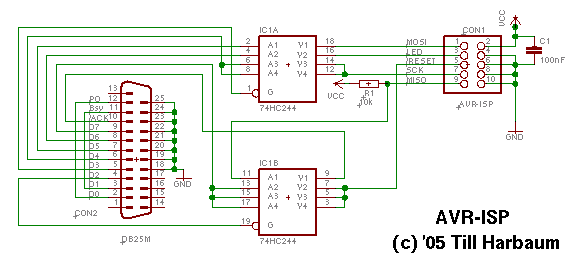 IC1A
2 A1 Y1 18
4 A2 Y2 16
6 A3 Y3 14
8 A4 Y4 12
1 G
74HC244
MOSI
LED
/RESET
SCK
MISO
VCC
R1
10k
CON1
1 2
3 4
5 6
7 8
9 10
AVR-ISP
VCC
C1
100nF
GND
PO
BSY
/ACK
D7
D6
D5
D4
D3
D2
D1
D0
13
12 25
11 24
10 23
9 22
8 21
7 20
6 19
5 18
4 17
3 16
2 15
1 14
CON2
DB25M
GND
IC1B
11 A1 Y1 9
13 A2 Y2 7
15 A3 Y3 5
17 A4 Y4 3
19 G
74HC244
AVR-ISP
(c) '05 Till Harbaum